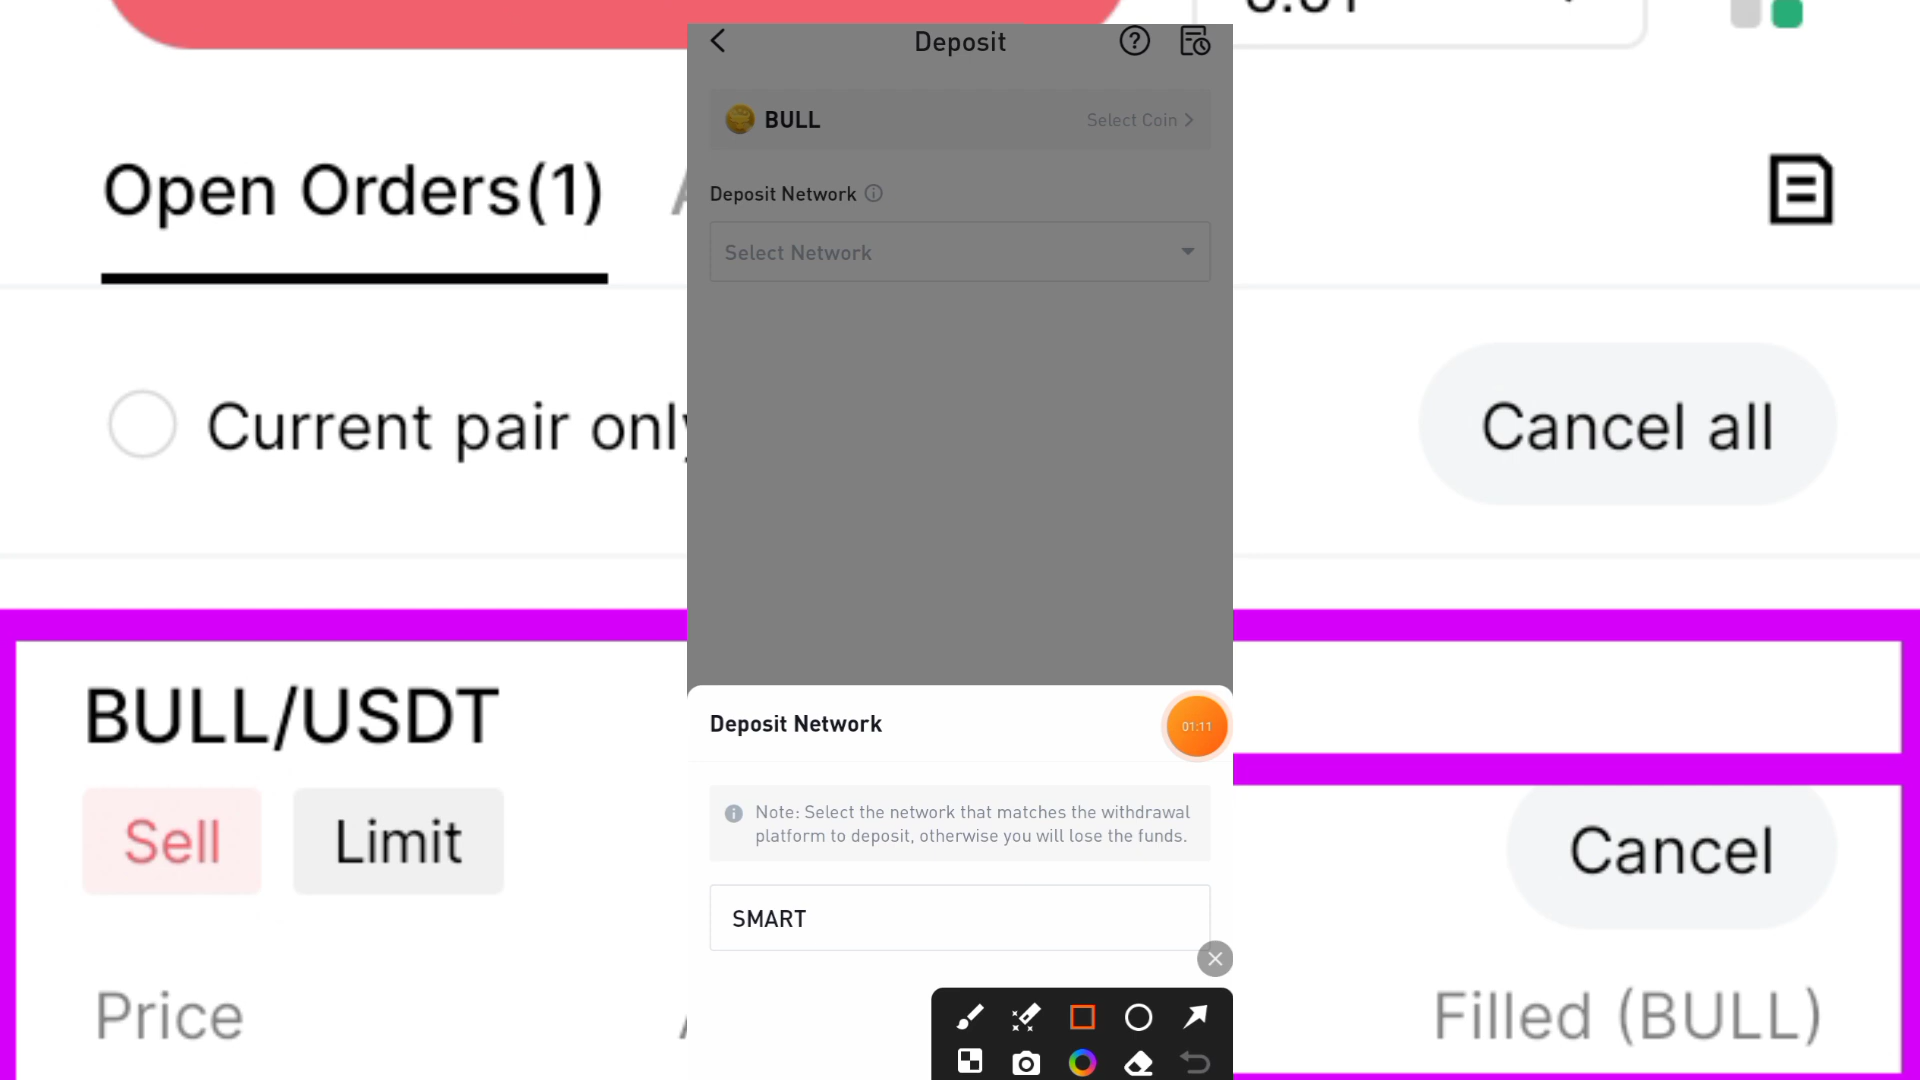 Deposit
BULL
Select Coin
Open Orders(1)
Deposit Network
Select Network
Current pair only
Cancel all
BULL/USDT
Deposit Network
01:11
Note: Select the network that matches the withdrawal
platform to deposit, otherwise you will lose the funds.
Sell
Limit
Cancel
SMART
Price
Filled (BULL)